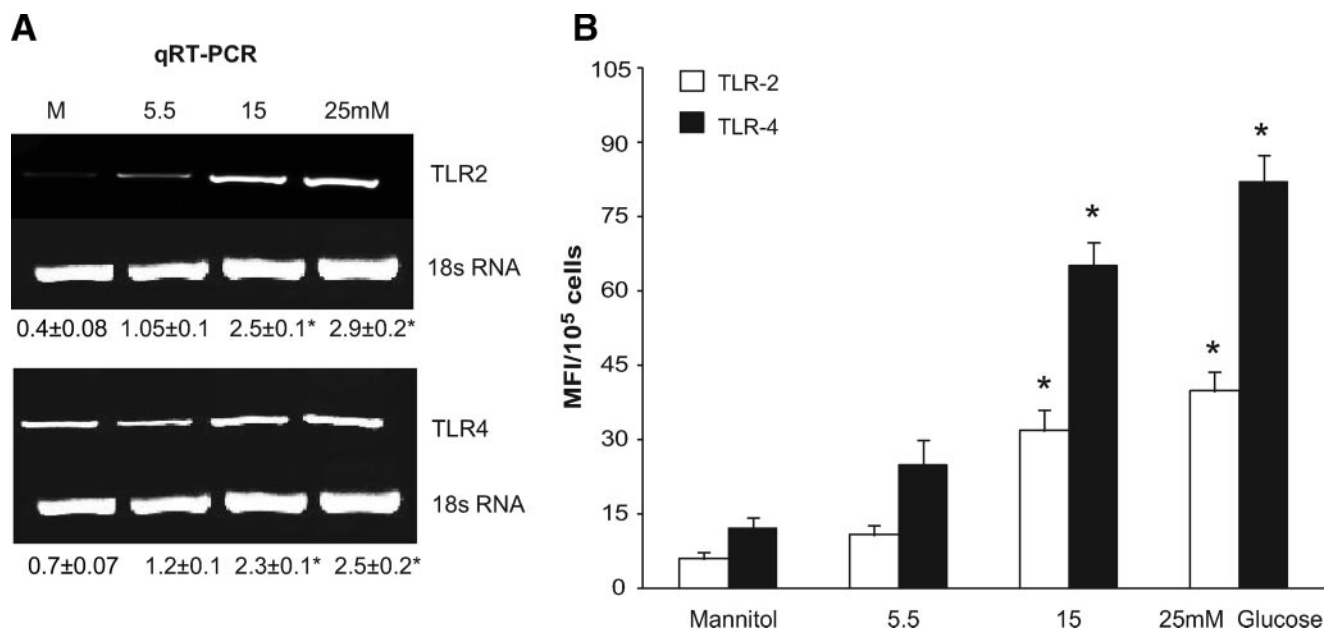 A
qRT-PCR
M 5.5 15 25mM
TLR2
18s RNA
0.4±0.08 1.05±0.1 2.5±0.1* 2.9±0.2*
TLR4
18s RNA
0.7±0.07 1.2±0.1 2.3±0.1* 2.5±0.2*
B
MFI/10⁵ cells
105
90
75
60
45
30
15
0
TLR-2
TLR-4
* * * *
Mannitol 5.5 15 25mM Glucose